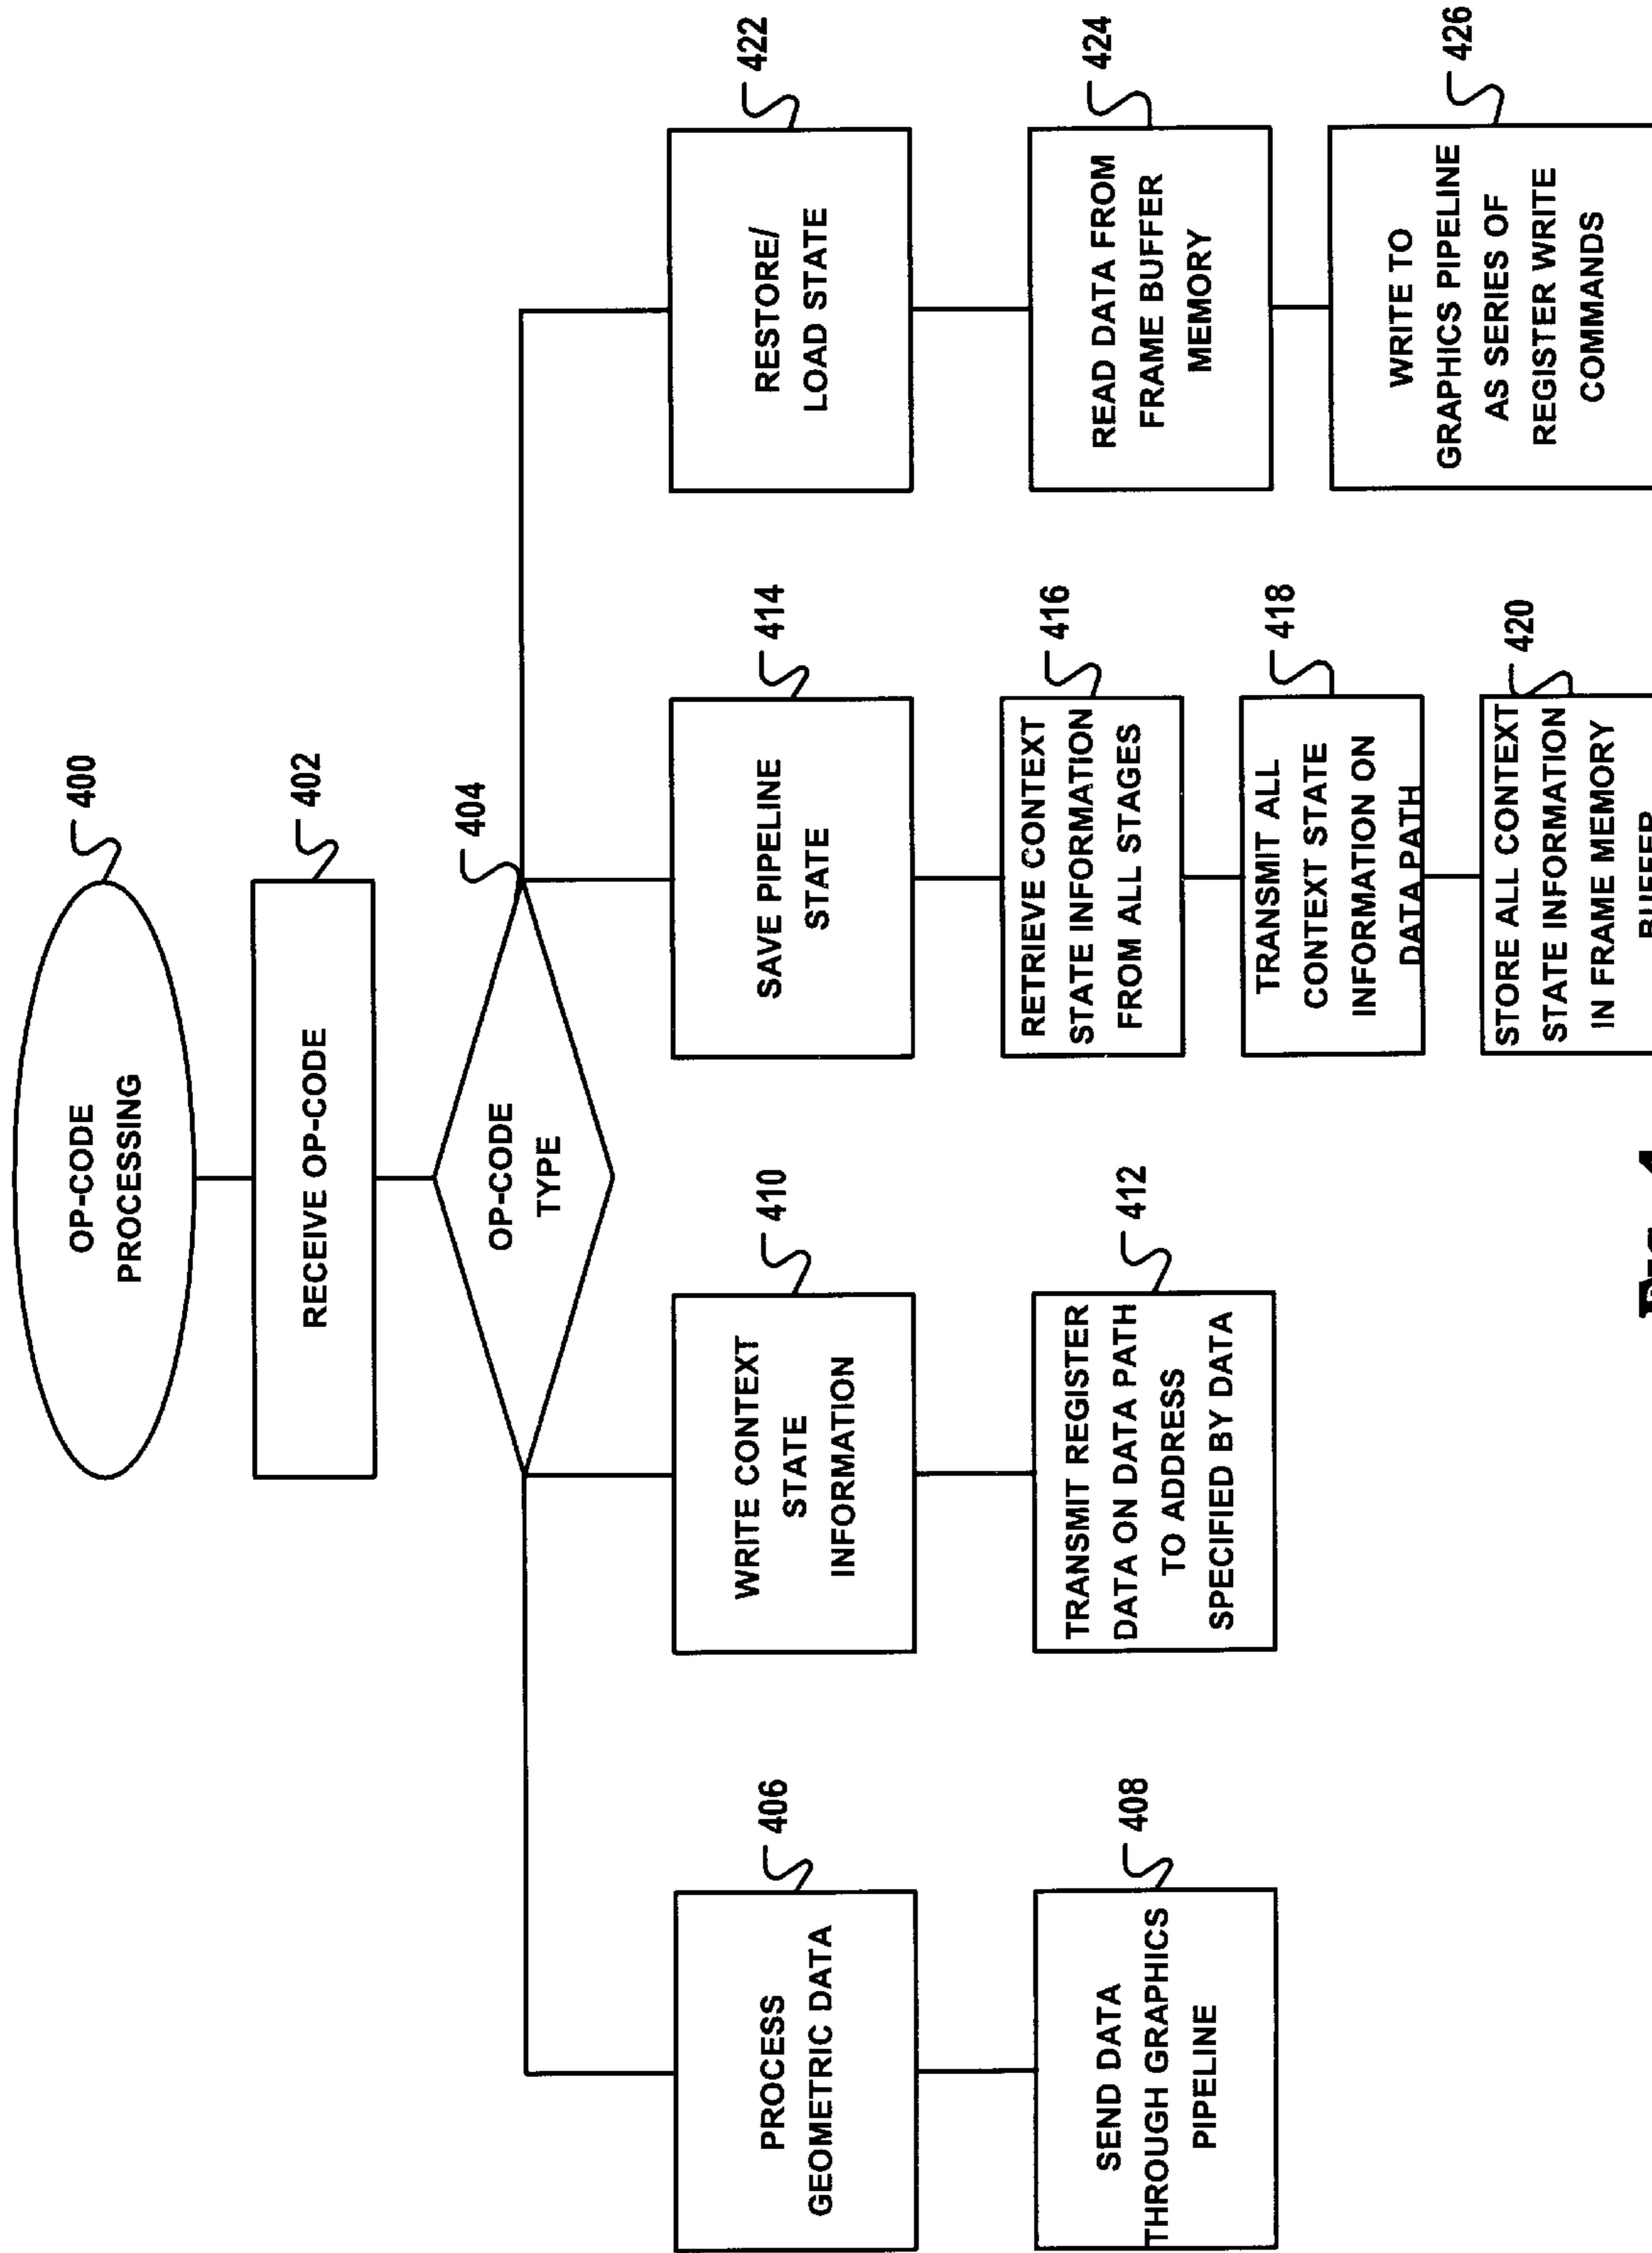 400
OP-CODE
PROCESSING
402
RECEIVE OP-CODE
404
OP-CODE
TYPE
406
PROCESS
GEOMETRIC DATA
408
SEND DATA
THROUGH GRAPHICS
PIPELINE
410
WRITE CONTEXT
STATE
INFORMATION
412
TRANSMIT REGISTER
DATA ON DATA PATH
TO ADDRESS
SPECIFIED BY DATA
414
SAVE PIPELINE
STATE
416
RETRIEVE CONTEXT
STATE INFORMATION
FROM ALL STAGES
418
TRANSMIT ALL
CONTEXT STATE
INFORMATION ON
DATA PATH
420
STORE ALL CONTEXT
STATE INFORMATION
IN FRAME MEMORY
BUFFER
422
RESTORE/
LOAD STATE
424
READ DATA FROM
FRAME BUFFER
MEMORY
426
WRITE TO
GRAPHICS PIPELINE
AS SERIES OF
REGISTER WRITE
COMMANDS